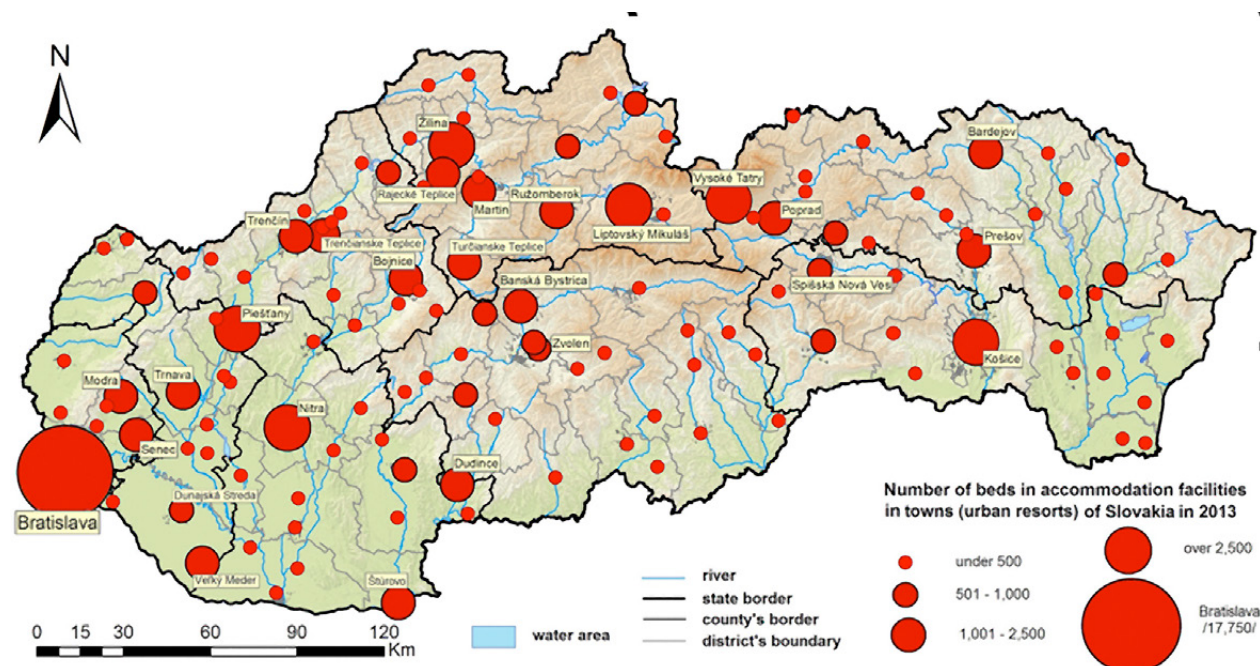 N
Žilina
Bardejov
Rajecké Teplice
Martin
Ružomberok
Vysoké Tatry
Liptovský Mikuláš
Poprad
Prešov
Trenčín
Trenčianske Teplice
Turčianske Teplice
Bojnice
Banská Bystrica
Spišská Nová Ves
Piešťany
Zvolen
Košice
Modra
Trnava
Nitra
Senec
Dudince
Bratislava
Dunajská Streda
Veľký Meder
Štúrovo
0 30 60 90 120
Km
water area
river
state border
county's border
district's boundary
Number of beds in accommodation facilities
in towns (urban resorts) of Slovakia in 2013
under 500
501 - 1,000
1,001 - 2,500
over 2,500
Bratislava
/17,750/